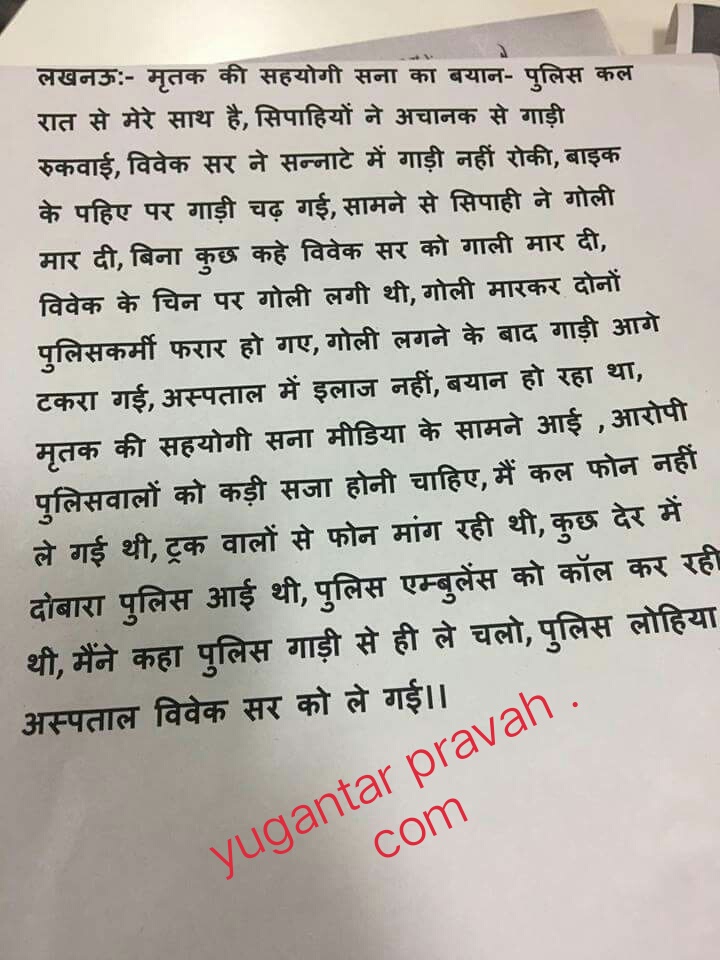 लखनऊः- मृतक की सहयोगी सना का बयान- पुलिस कल
रात से मेरे साथ है, सिपाहियों ने अचानक से गाड़ी
रुकवाई, विवेक सर ने सन्नाटे में गाड़ी नहीं रोकी, बाइक
के पहिए पर गाड़ी चढ़ गई, सामने से सिपाही ने गोली
मार दी, बिना कुछ कहे विवेक सर को गाली मार दी,
विवेक के चिन पर गोली लगी थी, गोली मारकर दोनों
पुलिसकर्मी फरार हो गए, गोली लगने के बाद गाड़ी आगे
टकरा गई, अस्पताल में इलाज नहीं, बयान हो रहा था,
मृतक की सहयोगी सना मीडिया के सामने आई , आरोपी
पुलिसवालों को कड़ी सजा होनी चाहिए, मैं कल फोन नहीं
ले गई थी, ट्रक वालों से फोन मांग रही थी, कुछ देर में
दोबारा पुलिस आई थी, पुलिस एम्बुलेंस को कॉल कर रही
थी, मैंने कहा पुलिस गाड़ी से ही ले चलो, पुलिस लोहिया
अस्पताल विवेक सर को ले गई।।
yugantar pravah .
com